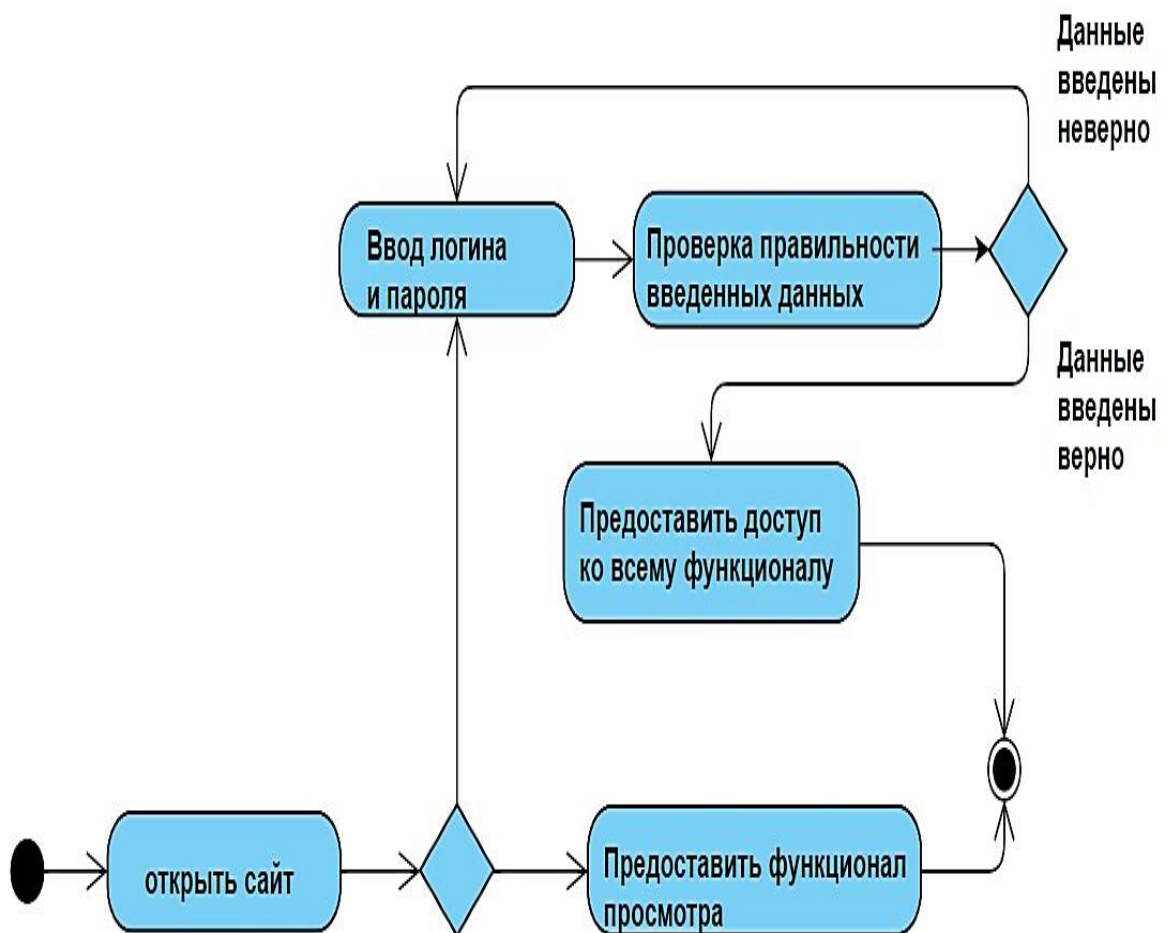 Данные
введены
неверно
Ввод логина
и пароля
Проверка правильности
введенных данных
Данные
введены
верно
Предоставить доступ
ко всему функционалу
открыть сайт
Предоставить функционал
просмотра